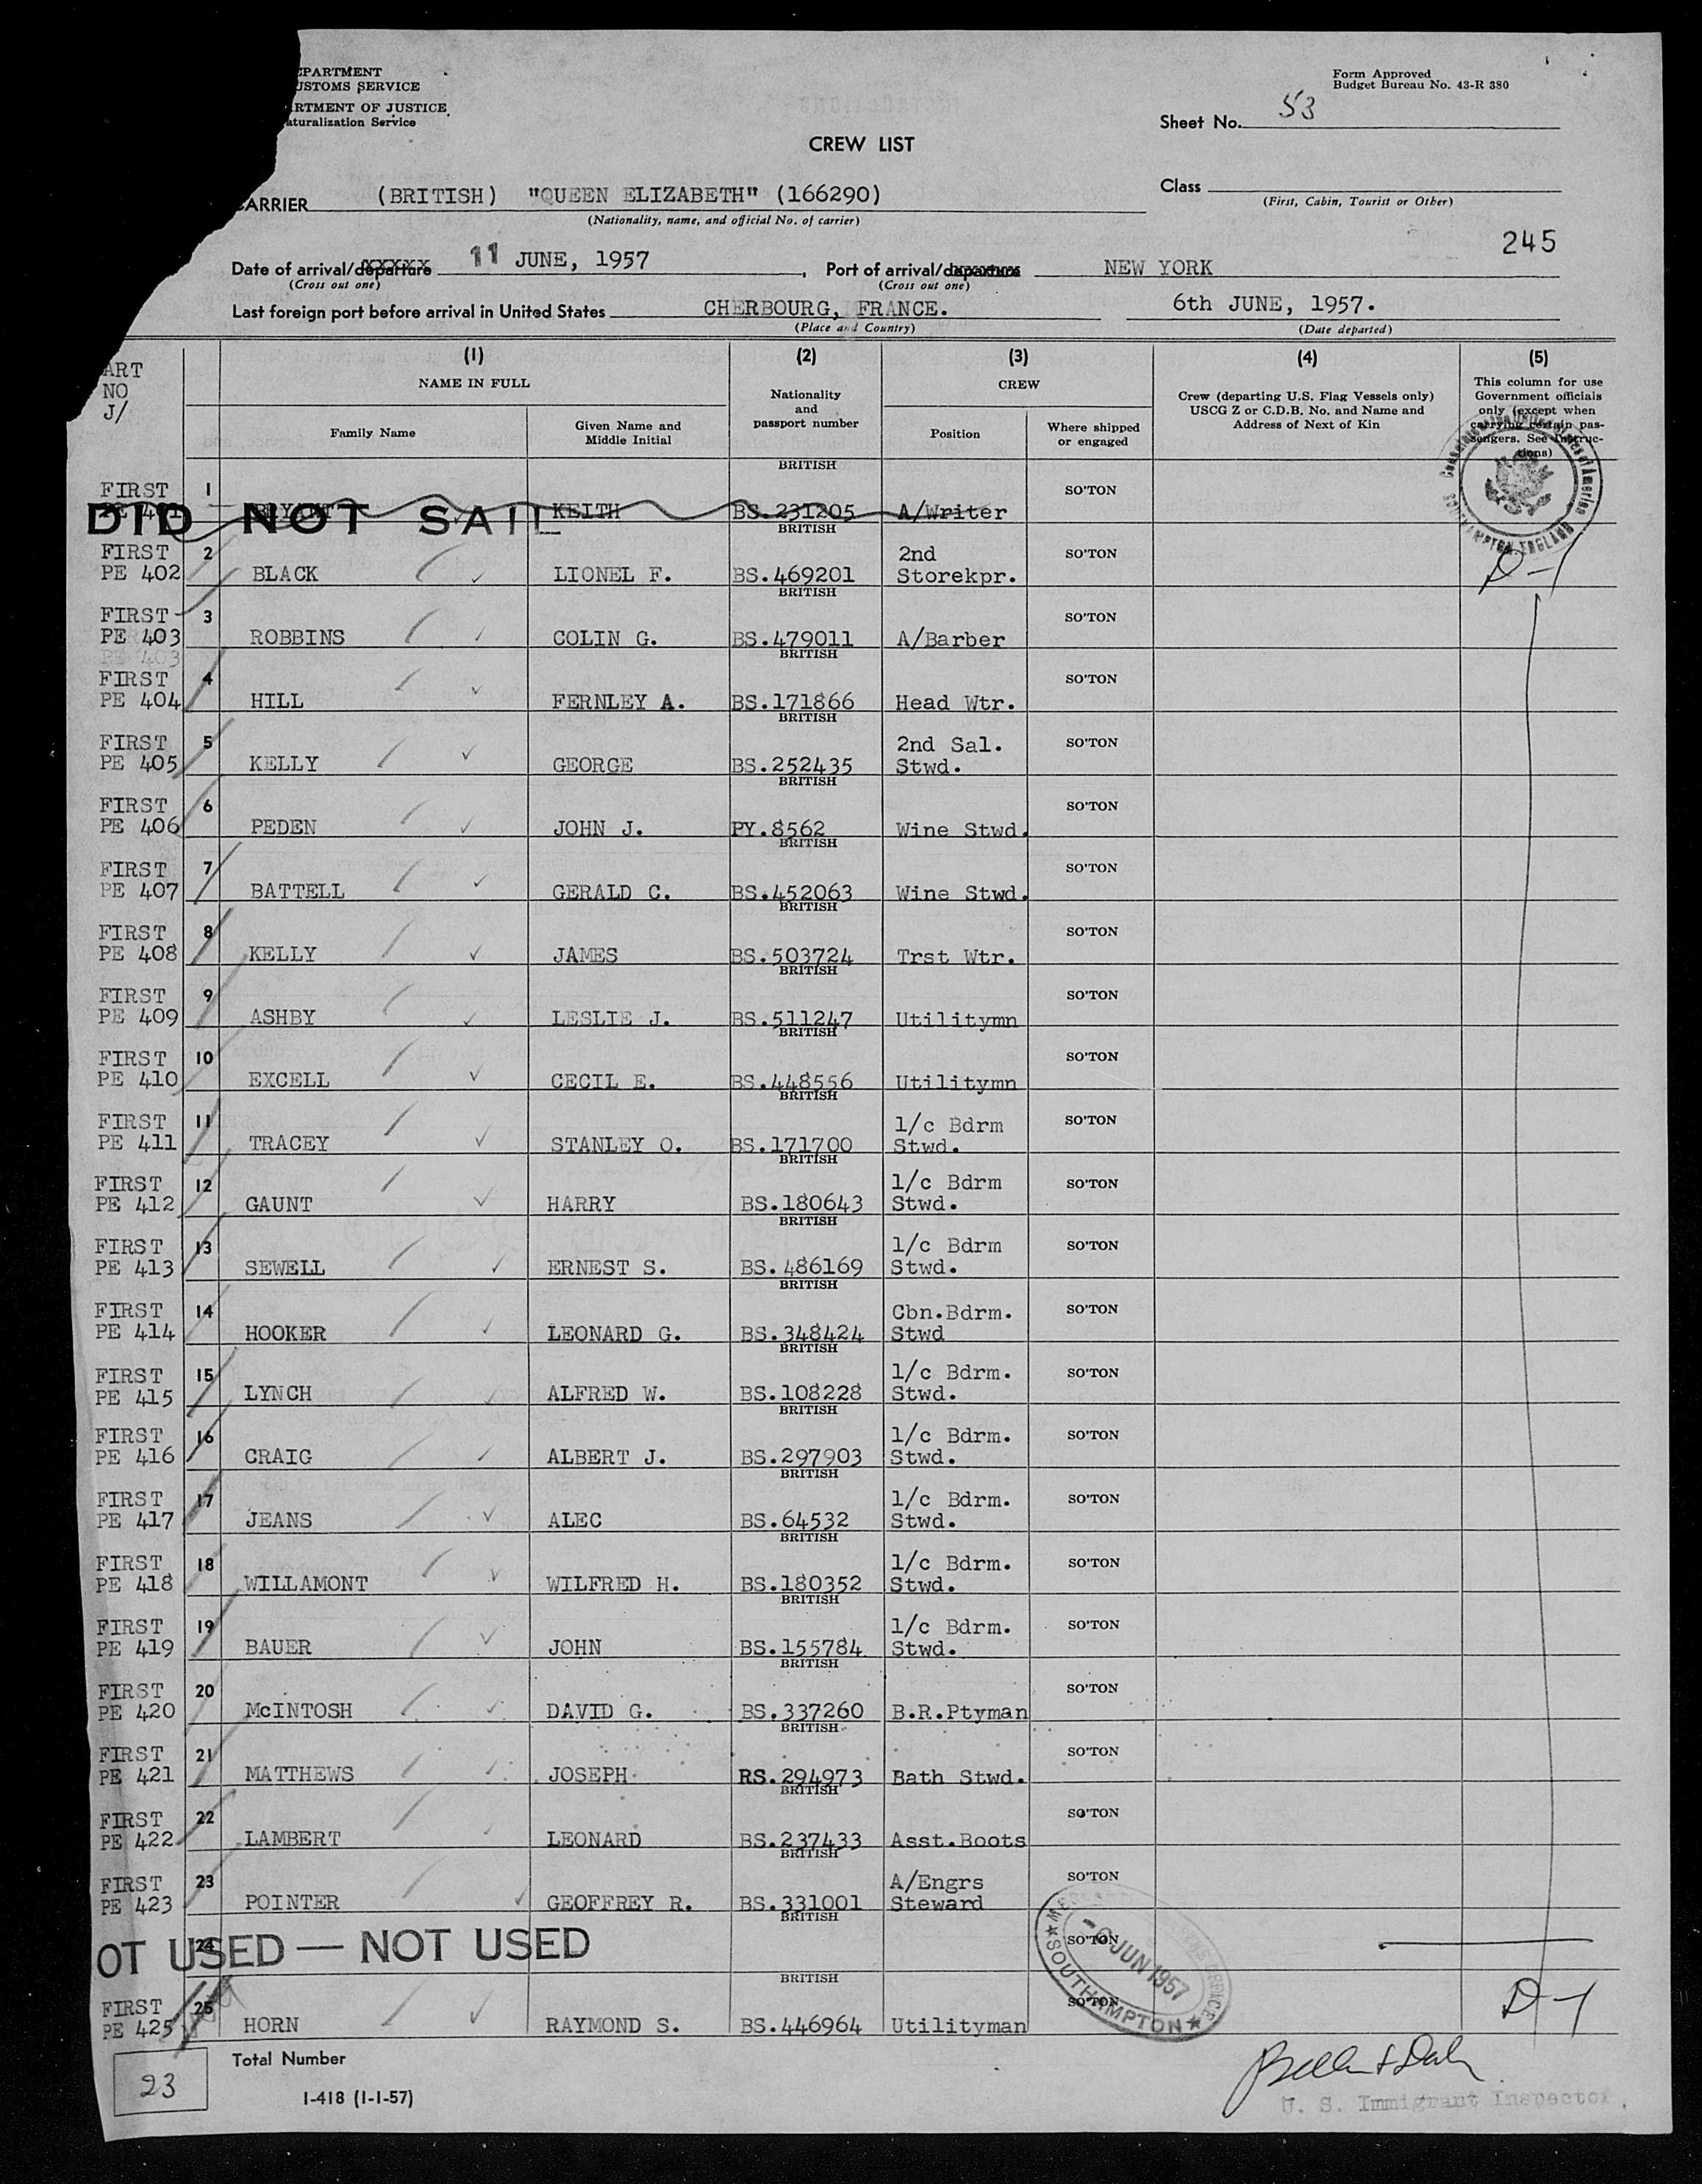 EPARTMENT
USTOMS SERVICE
RTMENT OF JUSTICE
aturalization Service
Form Approved
Budget Bureau No. 43-R 380
Sheet No. 53
CREW LIST
Class
(First, Cabin, Tourist or Other)
CARRIER (BRITISH) "QUEEN ELIZABETH" (166290)
(Nationality, name, and official No. of carrier)
245
Date of arrival/departure 11 JUNE, 1957, Port of arrival/departure NEW YORK
(Cross out one) (Cross out one)
Last foreign port before arrival in United States CHERBOURG, FRANCE. 6th JUNE, 1957.
(Place and Country) (Date departed)
ART
NO
J/
(1) (2) (3) (4) (5)
NAME IN FULL
Family Name
Given Name and
Middle Initial
Nationality
and
passport number
CREW
Position
Where shipped
or engaged
Crew (departing U.S. Flag Vessels only)
USCG Z or C.D.B. No. and Name and
Address of Next of Kin
This column for use
Government officials
only (except when
carrying certain pas-
sengers. See Instruc-
tions)
BRITISH
FIRST 1 SO'TON
PE 401 BRYANT KEITH BS.231205 A/Writer
DID NOT SAIL
BRITISH
FIRST 2 2nd SO'TON
PE 402 BLACK LIONEL F. BS.469201 Storekpr.
D-1
BRITISH
FIRST 3 SO'TON
PE 403 ROBBINS COLIN G. BS.479011 A/Barber
PE 403
BRITISH
FIRST 4 SO'TON
PE 404 HILL FERNLEY A. BS.171866 Head Wtr.
BRITISH
FIRST 5 2nd Sal. SO'TON
PE 405 KELLY GEORGE BS.252435 Stwd.
BRITISH
FIRST 6 SO'TON
PE 406 PEDEN JOHN J. PY.8562 Wine Stwd.
BRITISH
FIRST 7 SO'TON
PE 407 BATTELL GERALD C. BS.452063 Wine Stwd.
BRITISH
FIRST 8 SO'TON
PE 408 KELLY JAMES BS.503724 Trst Wtr.
BRITISH
FIRST 9 SO'TON
PE 409 ASHBY LESLIE J. BS.511247 Utilitymn
BRITISH
FIRST 10 SO'TON
PE 410 EXCELL CECIL E. BS.448556 Utilitymn
BRITISH
FIRST 11 1/c Bdrm SO'TON
PE 411 TRACEY STANLEY O. BS.171700 Stwd.
BRITISH
FIRST 12 1/c Bdrm SO'TON
PE 412 GAUNT HARRY BS.180643 Stwd.
BRITISH
FIRST 13 1/c Bdrm SO'TON
PE 413 SEWELL ERNEST S. BS.486169 Stwd.
BRITISH
FIRST 14 Cbn.Bdrm. SO'TON
PE 414 HOOKER LEONARD G. BS.348424 Stwd
BRITISH
FIRST 15 1/c Bdrm. SO'TON
PE 415 LYNCH ALFRED W. BS.108228 Stwd.
BRITISH
FIRST 16 1/c Bdrm. SO'TON
PE 416 CRAIG ALBERT J. BS.297903 Stwd.
BRITISH
FIRST 17 1/c Bdrm. SO'TON
PE 417 JEANS ALEC BS.64532 Stwd.
BRITISH
FIRST 18 1/c Bdrm. SO'TON
PE 418 WILLAMONT WILFRED H. BS.180352 Stwd.
BRITISH
FIRST 19 1/c Bdrm. SO'TON
PE 419 BAUER JOHN BS.155784 Stwd.
BRITISH
FIRST 20 SO'TON
PE 420 McINTOSH DAVID G. BS.337260 B.R.Ptyman
BRITISH
FIRST 21 SO'TON
PE 421 MATTHEWS JOSEPH RS.294973 Bath Stwd.
BRITISH
FIRST 22 SO'TON
PE 422 LAMBERT LEONARD BS.237433 Asst.Boots
BRITISH
FIRST 23 A/Engrs SO'TON
PE 423 POINTER GEOFFREY R. BS.331001 Steward
BRITISH
OT USED — NOT USED 24 SO'TON
-6 JUN 1957
SOUTHAMPTON
BRITISH
FIRST 25 SO'TON
PE 425 HORN RAYMOND S. BS.446964 Utilityman
D-1
23
Total Number
I-418 (1-1-57)
U. S. Immigrant Inspector.